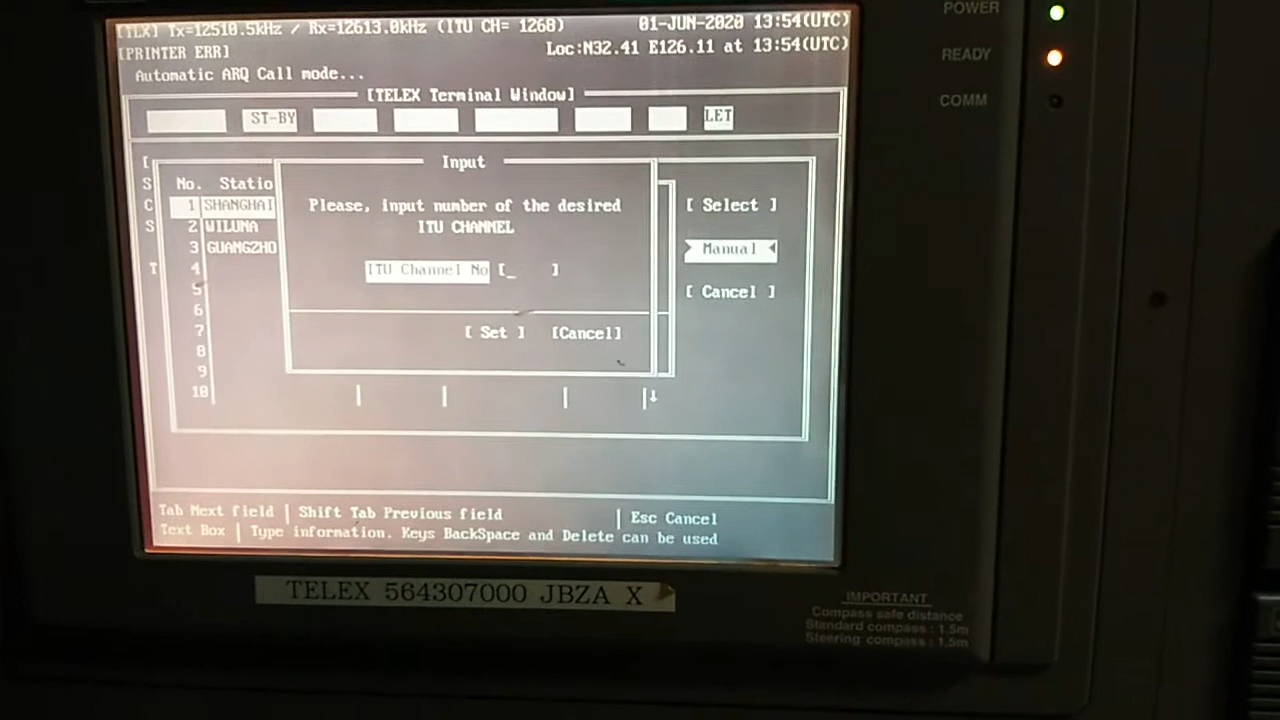 [TLX] Tx=12510.5kHz / Rx=12613.0kHz (ITU CH= 1268) 01-JUN-2020 13:54(UTC)
[PRINTER ERR] Loc:N32.41 E126.11 at 13:54(UTC)
Automatic ARQ Call mode...
[TELEX Terminal Window]
ST-BY LET
Input
No. Statio
1 SHANGHAI
2 WILUNA
3 GUANGZHO
4
5
6
7
8
9
10
[
S
C
S
T
Please, input number of the desired
ITU CHANNEL
ITU Channel No [_ ]
[ Set ] [Cancel]
[ Select ]
Manual
[ Cancel ]
Tab Next field | Shift Tab Previous field | Esc Cancel
Text Box | Type information. Keys BackSpace and Delete can be used
POWER
READY
COMM
TELEX 564307000 JBZA X
IMPORTANT
Compass safe distance
Standard compass : 1.5m
Steering compass : 1.5m